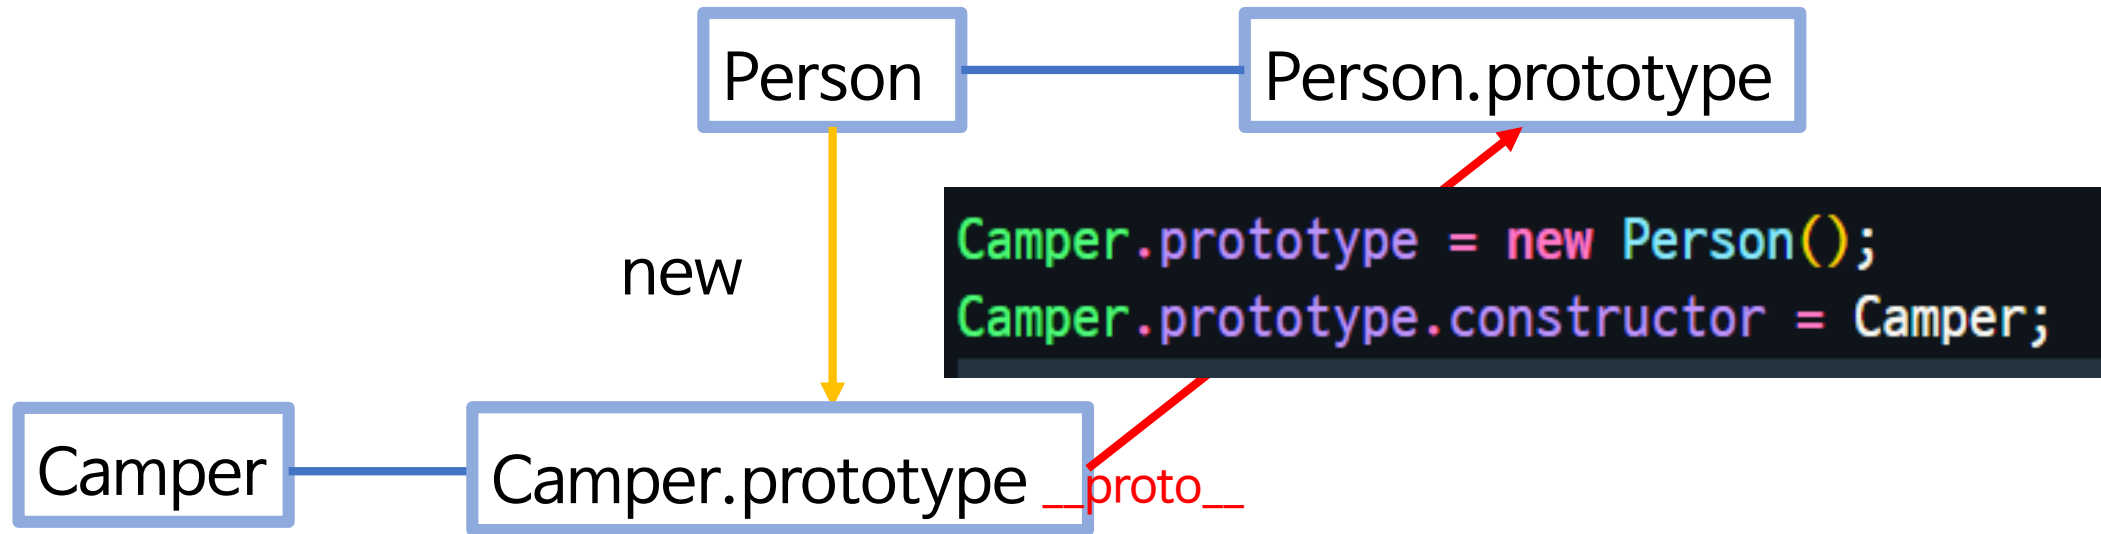 Person
Person.prototype
new
Camper.prototype = new Person();
Camper.prototype.constructor = Camper;
Camper
Camper.prototype
__proto__